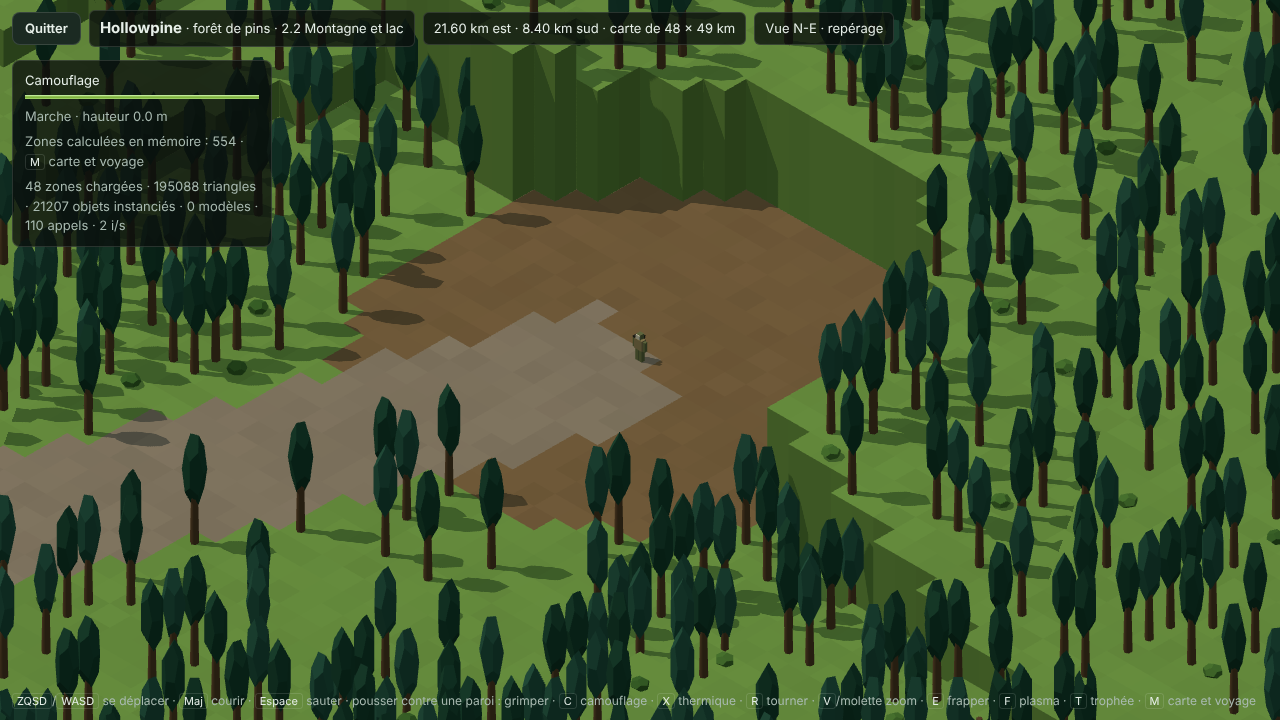 Quitter
Hollowpine · forêt de pins · 2.2 Montagne et lac
21.60 km est · 8.40 km sud · carte de 48 × 49 km
Vue N-E · repérage
Camouflage
Marche · hauteur 0.0 m
Zones calculées en mémoire : 554 ·
M carte et voyage
48 zones chargées · 195088 triangles
· 21207 objets instanciés · 0 modèles ·
110 appels · 2 i/s
ZQSD / WASD se déplacer · Maj courir · Espace sauter · pousser contre une paroi : grimper · C camouflage · X thermique · R tourner · V /molette zoom · E frapper · F plasma · T trophée · M carte et voyage